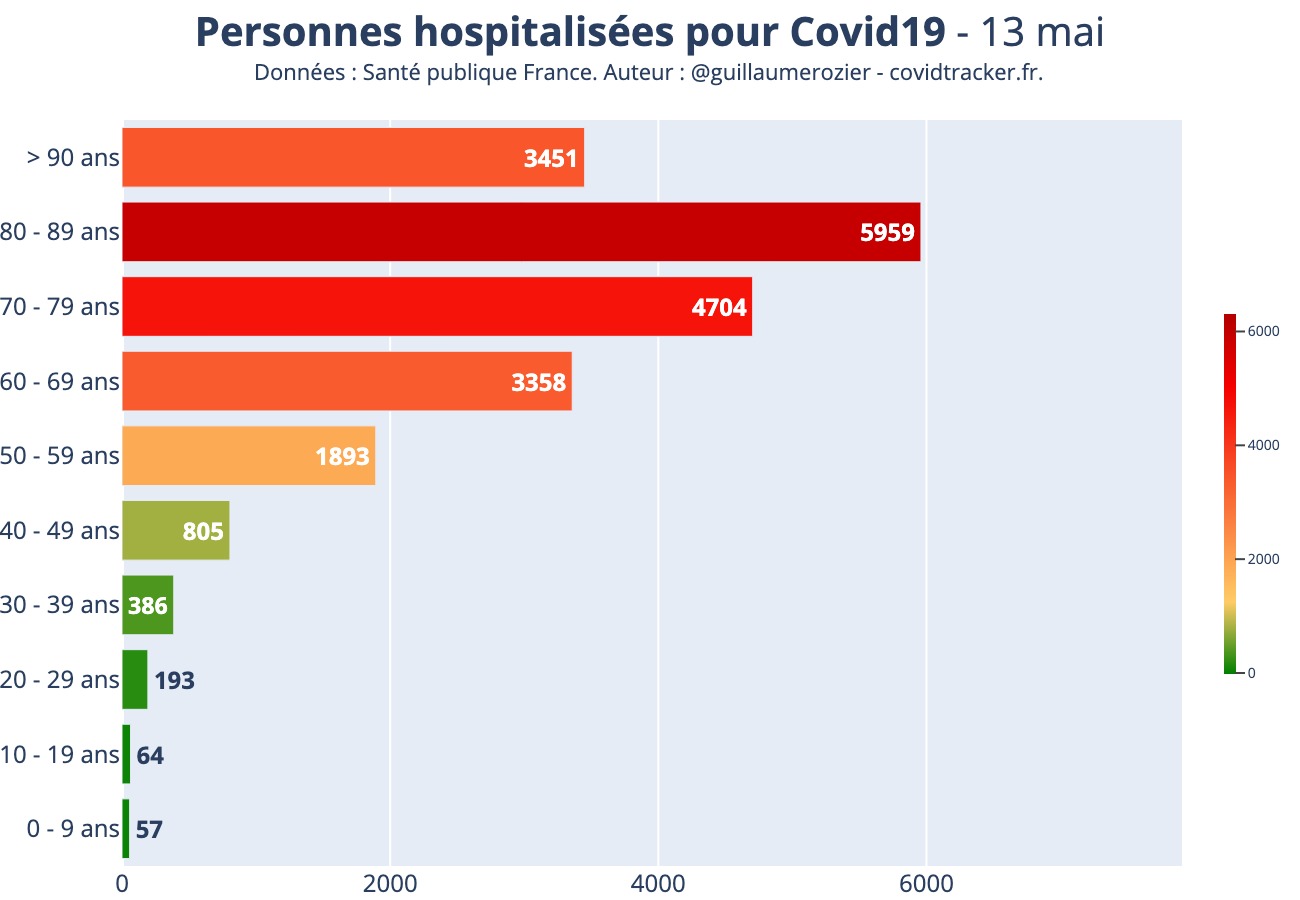 Personnes hospitalisées pour Covid19 - 13 mai
Données : Santé publique France. Auteur : @guillaumerozier - covidtracker.fr.
> 90 ans 3451
80 - 89 ans 5959
70 - 79 ans 4704
60 - 69 ans 3358
50 - 59 ans 1893
40 - 49 ans 805
30 - 39 ans 386
20 - 29 ans 193
10 - 19 ans 64
0 - 9 ans 57
0 2000 4000 6000
6000
4000
2000
0